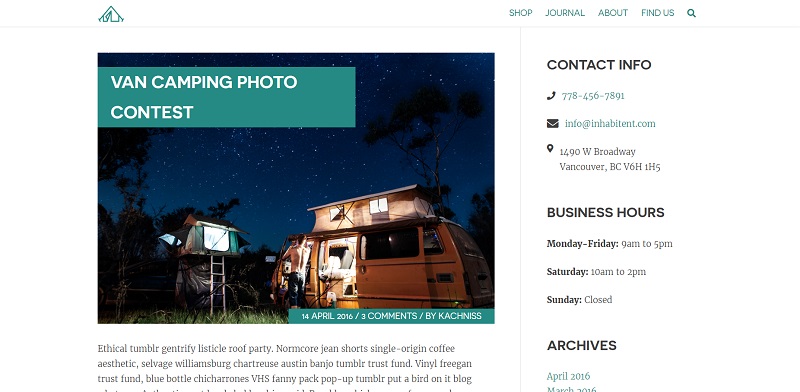 SHOP JOURNAL ABOUT FIND US
VAN CAMPING PHOTO
CONTEST
14 APRIL 2016 / 3 COMMENTS / BY KACHNISS
Ethical tumblr gentrify listicle roof party. Normcore jean shorts single-origin coffee
aesthetic, selvage williamsburg chartreuse austin banjo tumblr trust fund. Vinyl freegan
trust fund, blue bottle chicharrones VHS fanny pack pop-up tumblr put a bird on it blog
CONTACT INFO
778-456-7891
info@inhabitent.com
1490 W Broadway
Vancouver, BC V6H 1H5
BUSINESS HOURS
Monday-Friday: 9am to 5pm
Saturday: 10am to 2pm
Sunday: Closed
ARCHIVES
April 2016
March 2016